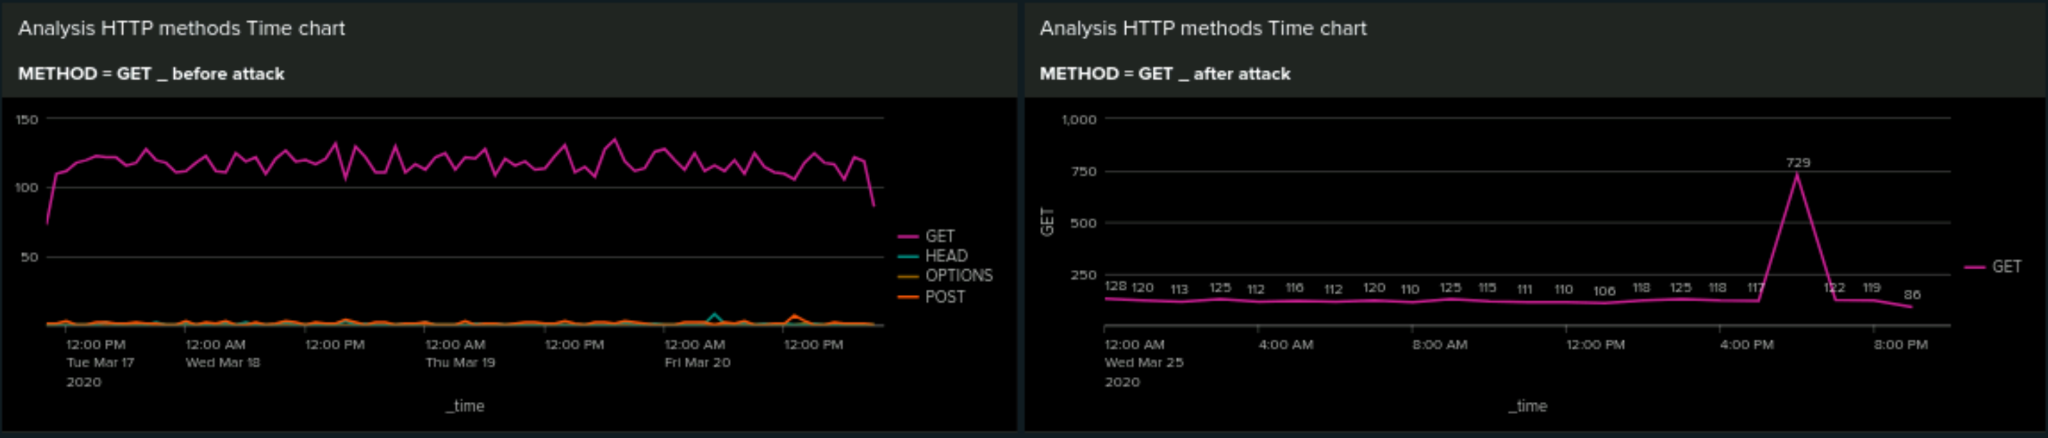 Analysis HTTP methods Time chart
METHOD = GET _ before attack
150
100
50
GET
HEAD
OPTIONS
POST
12:00 PM 12:00 AM 12:00 PM 12:00 AM 12:00 PM 12:00 AM 12:00 PM
Tue Mar 17 Wed Mar 18 Thu Mar 19 Fri Mar 20
2020
_time
Analysis HTTP methods Time chart
METHOD = GET _ after attack
1,000
729
750
500
GET
250
128 120 113 125 112 116 112 120 110 125 115 111 110 106 118 125 118 117 122 119 86
GET
12:00 AM 4:00 AM 8:00 AM 12:00 PM 4:00 PM 8:00 PM
Wed Mar 25
2020
_time